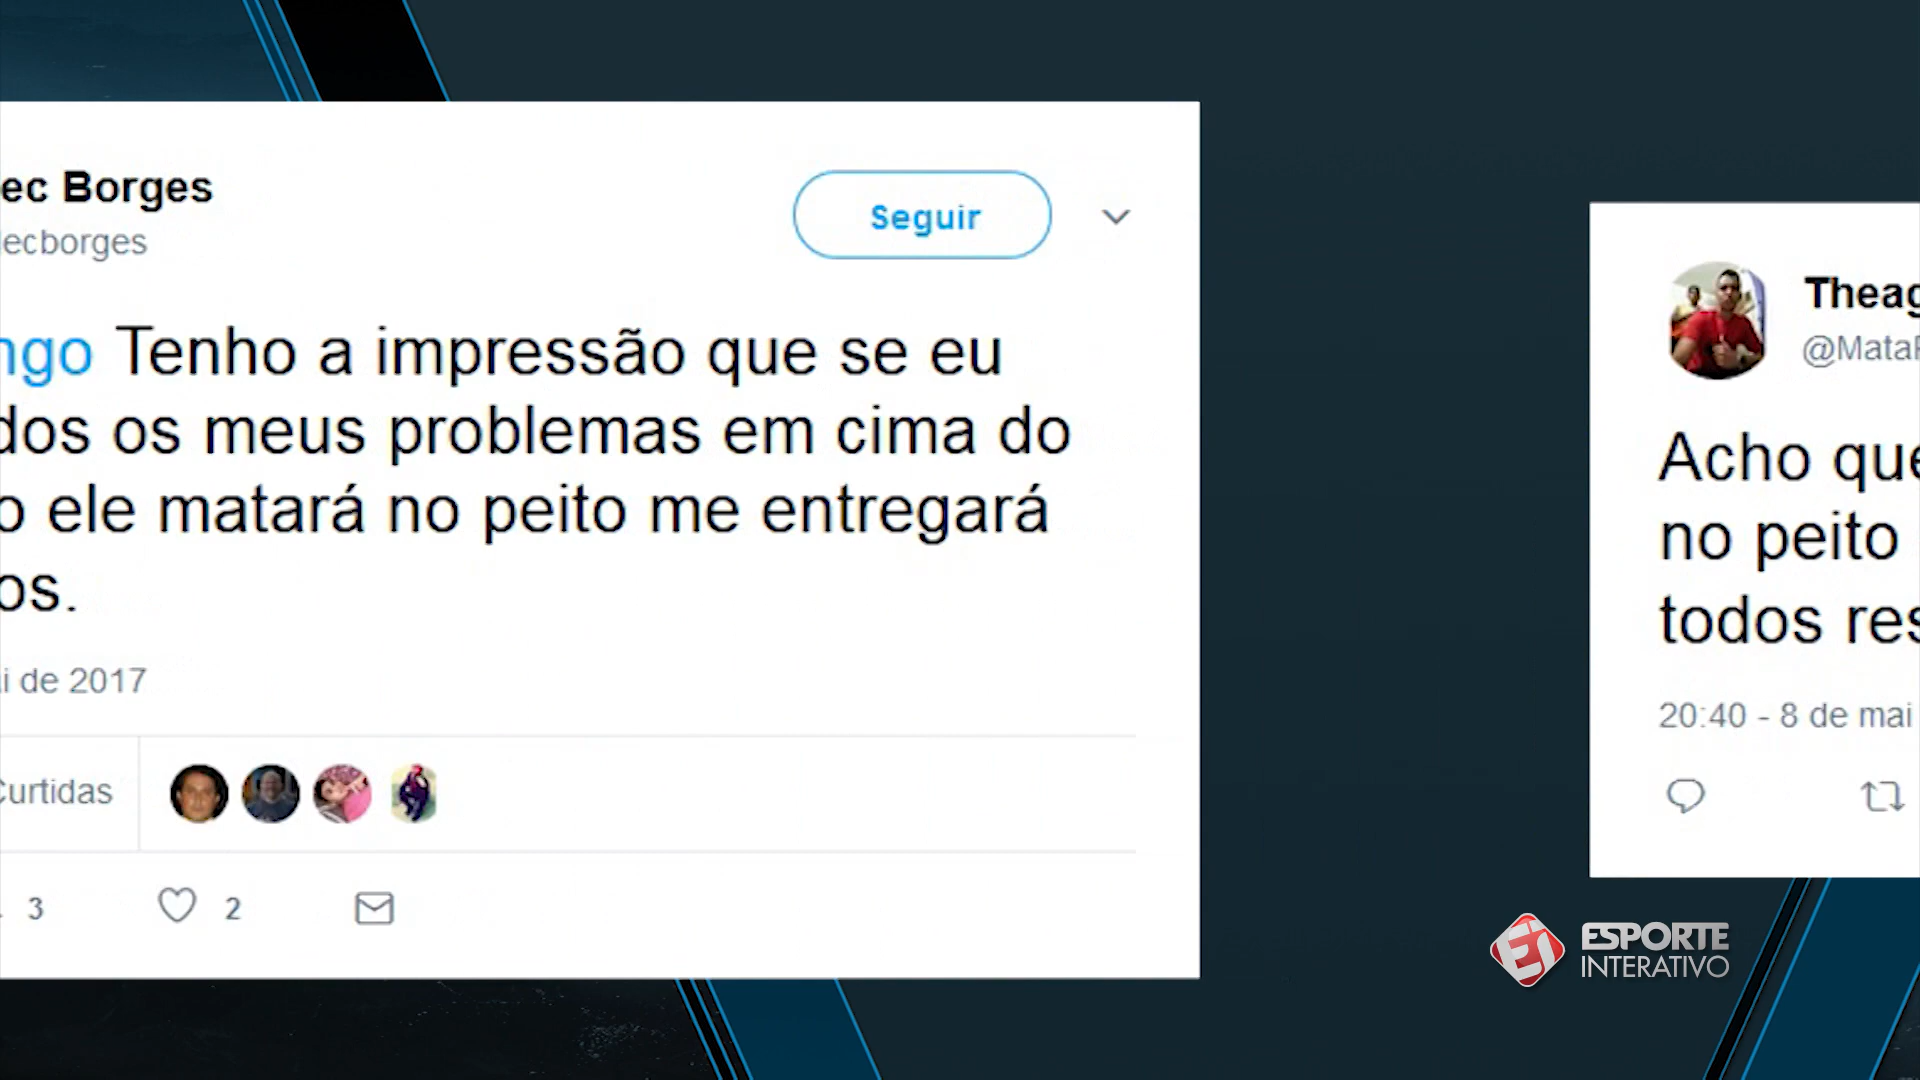 ec Borges
lecborges
Seguir
ngo Tenho a impressão que se eu
dos os meus problemas em cima do
o ele matará no peito me entregará
os.
i de 2017
Curtidas
3
2
Theag
@MataR
Acho que
no peito
todos res
20:40 - 8 de mai
ESPORTE
INTERATIVO